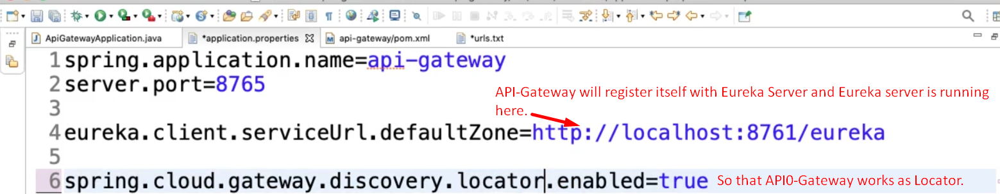 ApiGatewayApplication.java *application.properties api-gateway/pom.xml *urls.txt
1 spring.application.name=api-gateway
2 server.port=8765
API-Gateway will register itself with Eureka Server and Eureka server is running
3
here.
4 eureka.client.serviceUrl.defaultZone=http://localhost:8761/eureka
5
6 spring.cloud.gateway.discovery.locator.enabled=true So that API0-Gateway works as Locator.